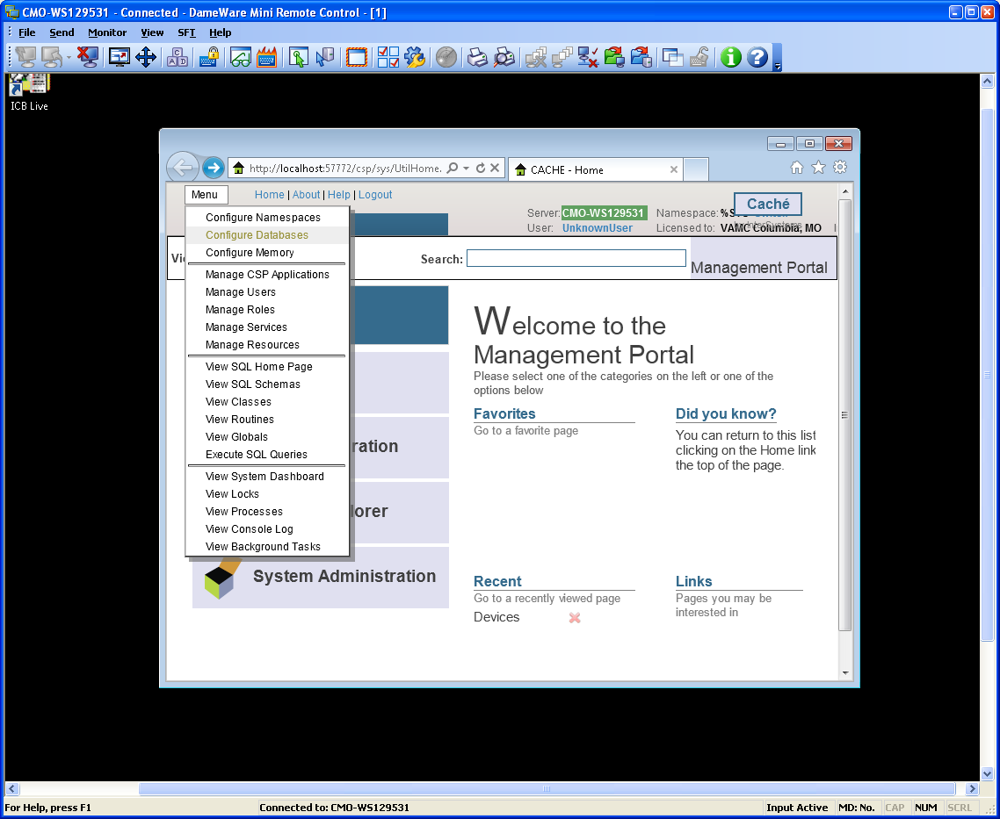 CMO-WS129531 - Connected - DameWare Mini Remote Control - [1]
File Send Monitor View SFT Help
ICB Live
http://localhost:57772/csp/sys/UtilHome.
CACHE - Home
Menu
Home | About | Help | Logout
Caché
Server: CMO-WS129531 Namespace: %SYS
User: UnknownUser Licensed to: VAMC Columbia, MO
by InterSystems
Search:
Management Portal
Configure Namespaces
Configure Databases
Configure Memory
Manage CSP Applications
Manage Users
Manage Roles
Manage Services
Manage Resources
View SQL Home Page
View SQL Schemas
View Classes
View Routines
View Globals
Execute SQL Queries
View System Dashboard
View Locks
View Processes
View Console Log
View Background Tasks
ration
lorer
System Administration
Welcome to the
Management Portal
Please select one of the categories on the left or one of the
options below
Favorites
Go to a favorite page
Did you know?
You can return to this list
clicking on the Home link
the top of the page.
Recent
Go to a recently viewed page
Devices
Links
Pages you may be
interested in
For Help, press F1
Connected to: CMO-WS129531
Input Active MD: No. CAP NUM SCRL